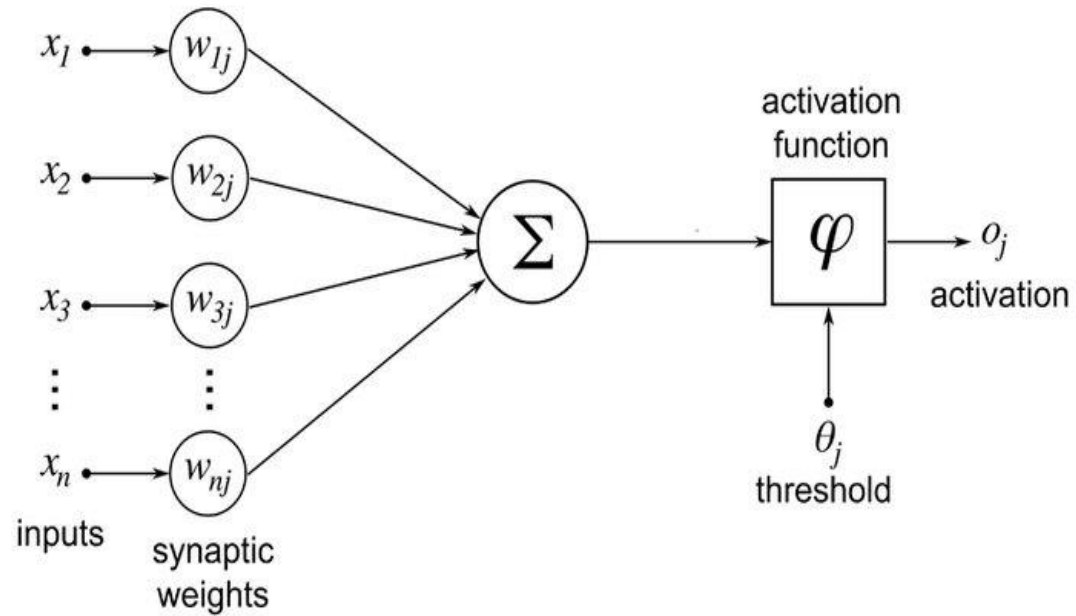 x₁
w₁ⱼ
x₂
w₂ⱼ
x₃
w₃ⱼ
⋮ ⋮
xₙ
wₙⱼ
inputs
synaptic
weights
Σ
activation
function
φ
oⱼ
activation
θⱼ
threshold